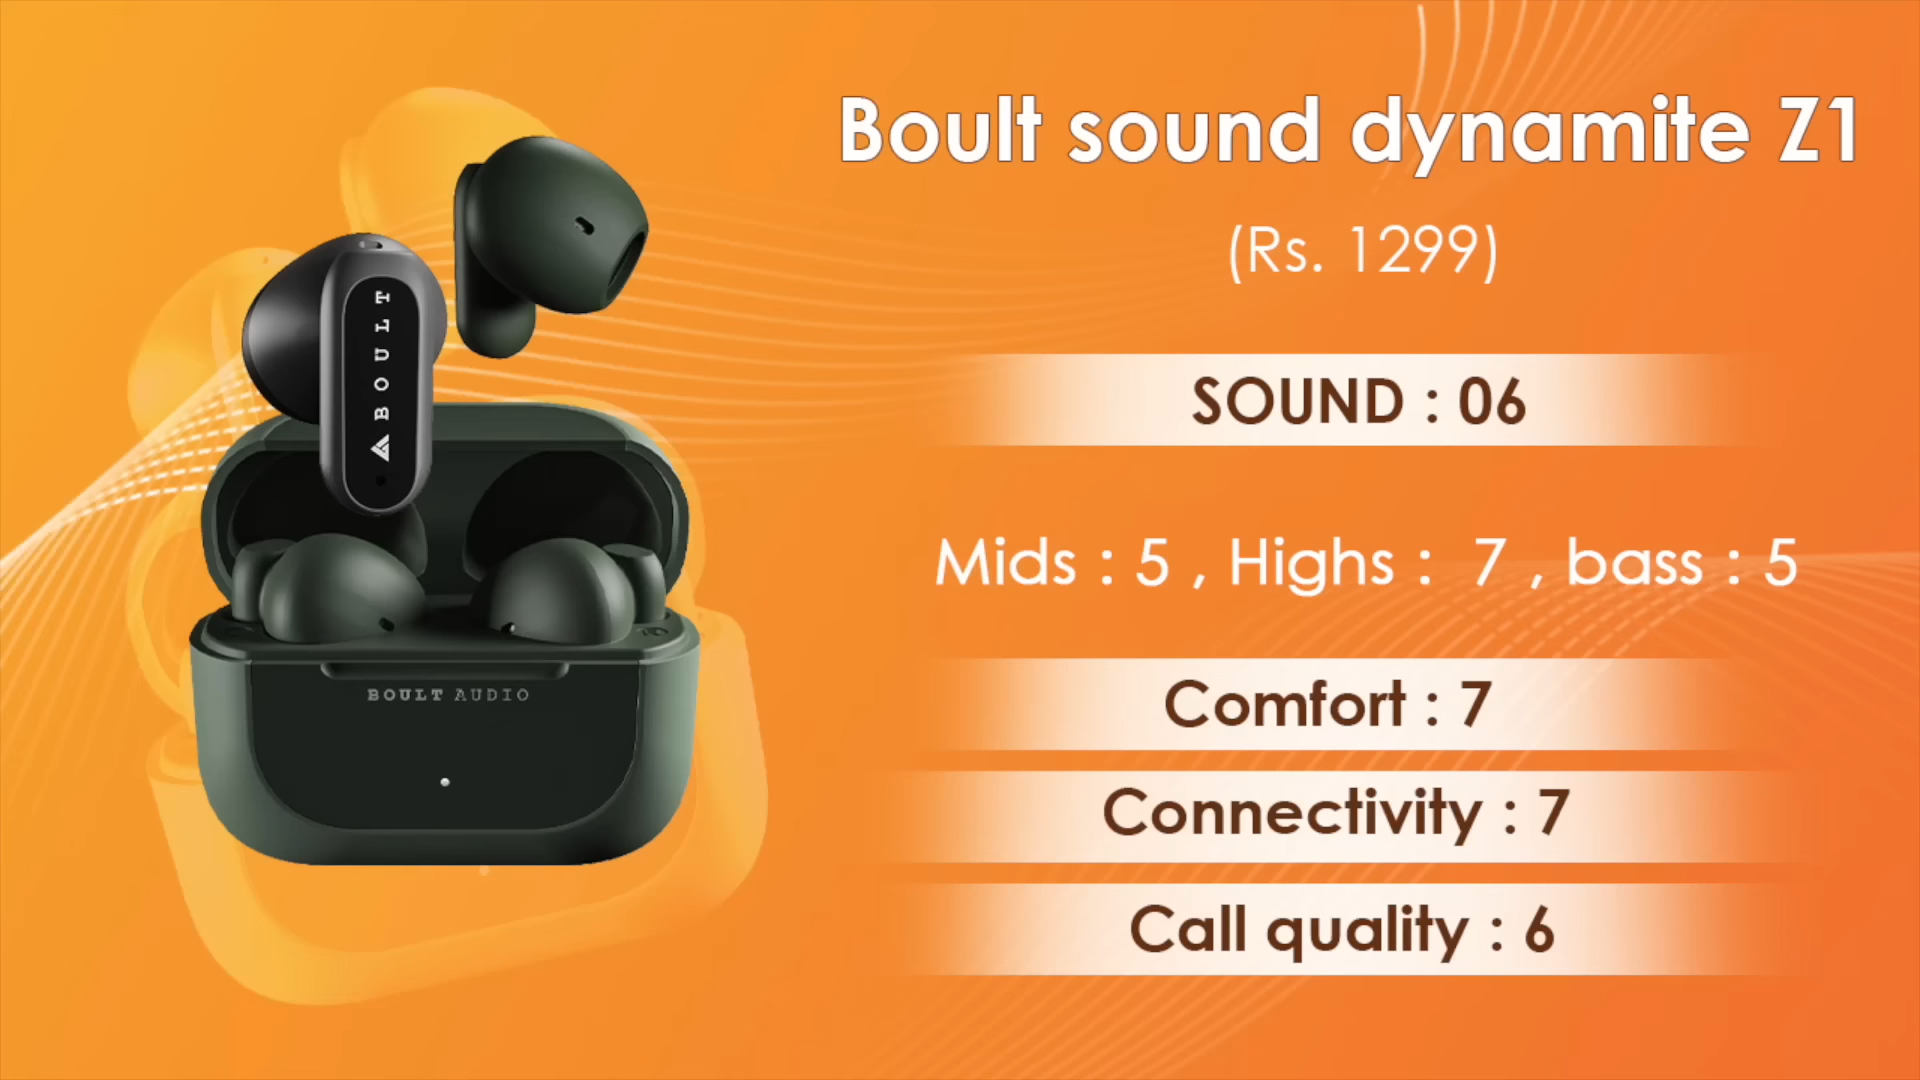 Boult sound dynamite Z1
(Rs. 1299)
SOUND : 06
Mids : 5 , Highs : 7 , bass : 5
Comfort : 7
Connectivity : 7
Call quality : 6
BOULT
BOULT AUDIO